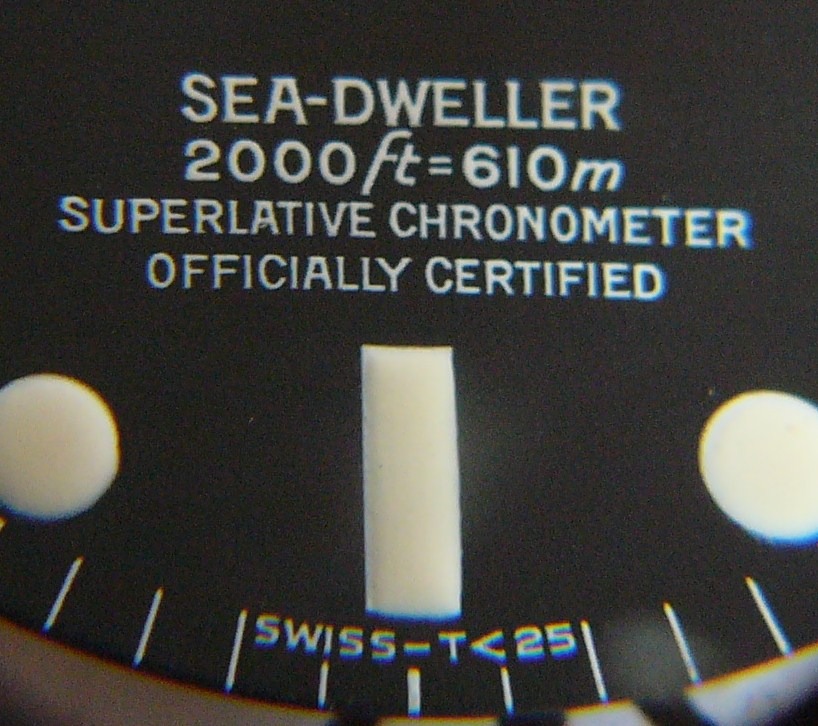 SEA-DWELLER
2000ft=610m
SUPERLATIVE CHRONOMETER
OFFICIALLY CERTIFIED
SWISS-T<25